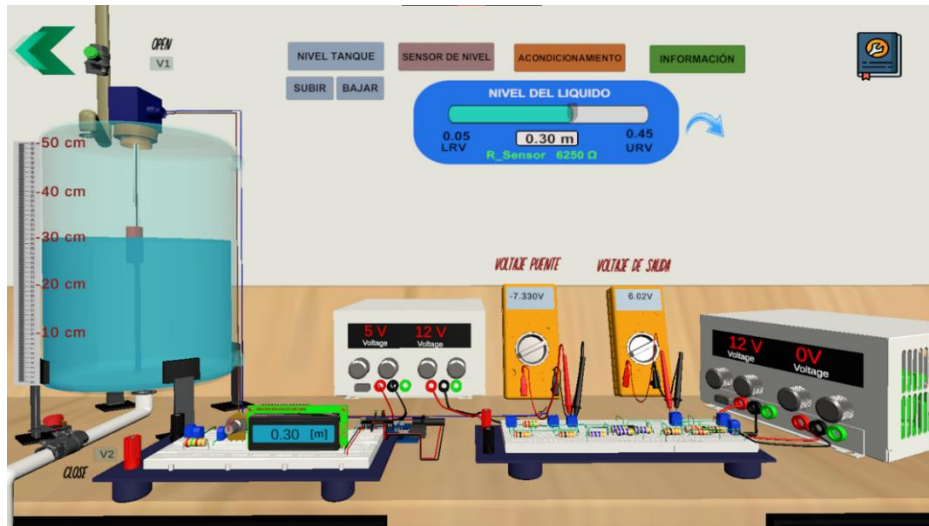 OPEN
V1
NIVEL TANQUE
SENSOR DE NIVEL
ACONDICIONAMIENTO
INFORMACIÓN
SUBIR
BAJAR
NIVEL DEL LIQUIDO
0.05
LRV
0.30 m
0.45
URV
R_Sensor 6250 Ω
50 cm
-40 cm
-30 cm
-20 cm
-10 cm
VOLTAJE PUENTE
VOLTAJE DE SALIDA
-7.330V
6.02V
5 V
Voltage
12 V
Voltage
12 V
Voltage
0V
Voltage
0.30 [m]
V2
CLOSE